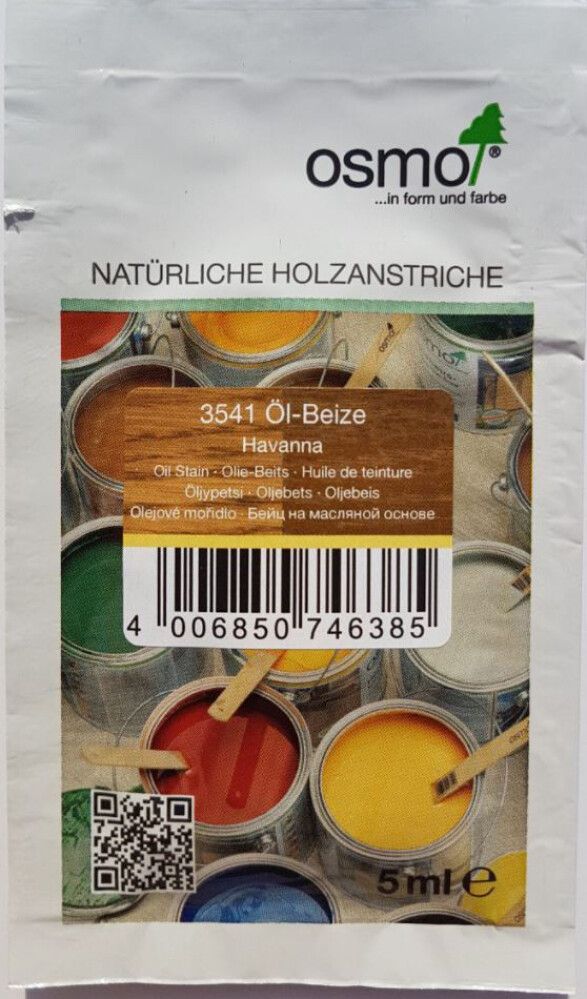 osmo®
...in form und farbe
NATÜRLICHE HOLZANSTRICHE
osmo
3541 Öl-Beize
Havanna
Oil Stain · Olie-Beits · Huile de teinture
Öljypetsi · Oljebets · Oljebeis
Olejové mořidlo · Бейц на масляной основе
4 006850 746385
5 ml e